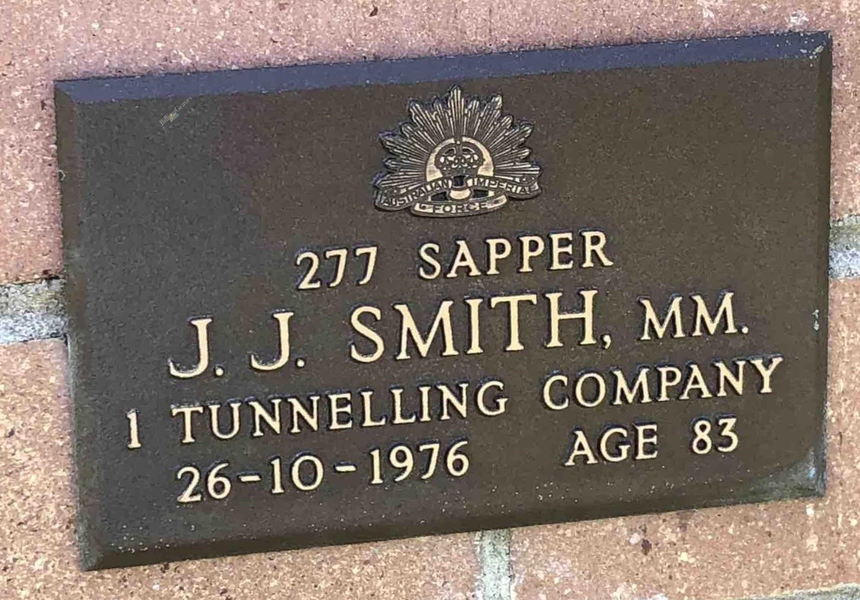 AUSTRALIAN IMPERIAL
FORCE
277 SAPPER
J. J. SMITH, MM.
1 TUNNELLING COMPANY
26-10-1976 AGE 83